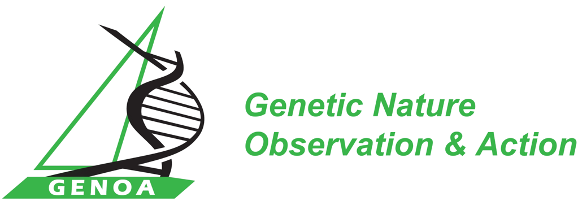 GENOA
Genetic Nature
Observation & Action